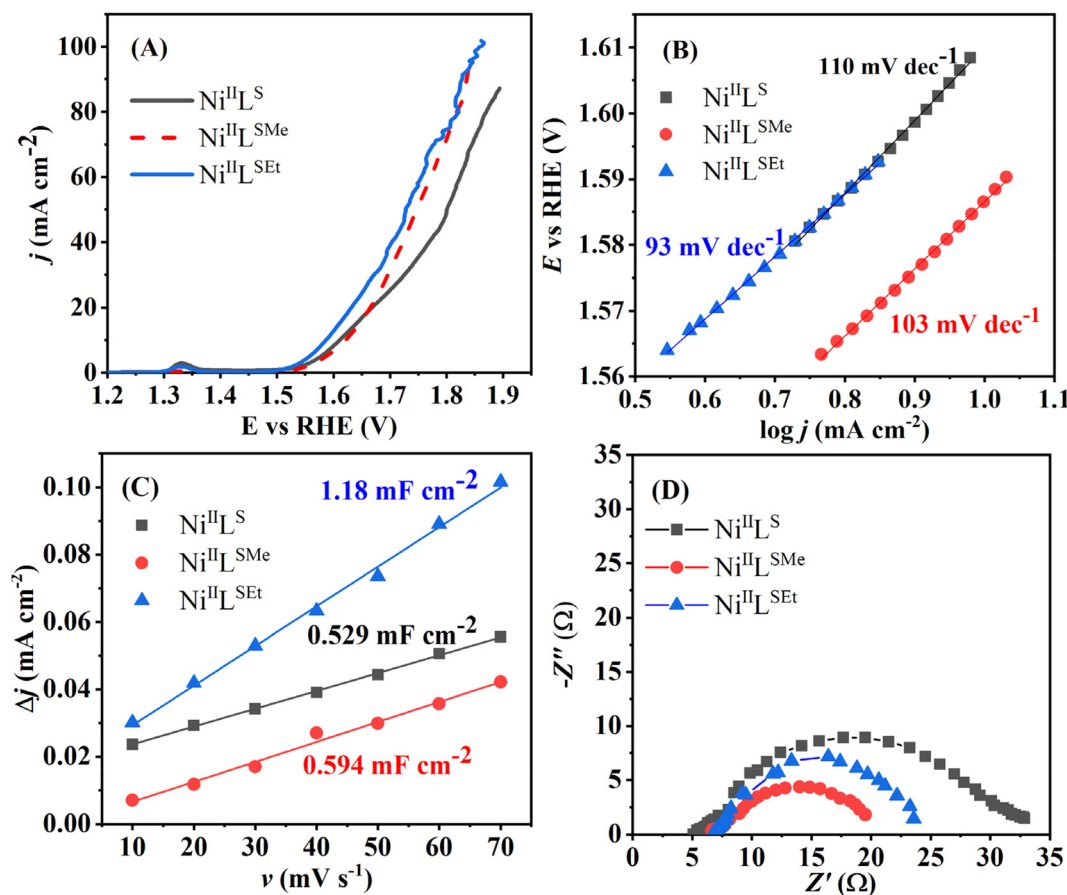 (A)
Ni^II L^S
Ni^II L^SMe
Ni^II L^SEt
100
80
60
40
20
0
j (mA cm^-2)
1.2 1.3 1.4 1.5 1.6 1.7 1.8 1.9
E vs RHE (V)
(B)
110 mV dec^-1
Ni^II L^S
Ni^II L^SMe
Ni^II L^SEt
93 mV dec^-1
103 mV dec^-1
1.61
1.60
1.59
1.58
1.57
1.56
E vs RHE (V)
0.5 0.6 0.7 0.8 0.9 1.0 1.1
log j (mA cm^-2)
(C)
1.18 mF cm^-2
Ni^II L^S
Ni^II L^SMe
Ni^II L^SEt
0.529 mF cm^-2
0.594 mF cm^-2
0.10
0.08
0.06
0.04
0.02
0.00
Δj (mA cm^-2)
10 20 30 40 50 60 70
v (mV s^-1)
(D)
Ni^II L^S
Ni^II L^SMe
Ni^II L^SEt
35
30
25
20
15
10
5
0
-Z″ (Ω)
0 5 10 15 20 25 30 35
Z′ (Ω)